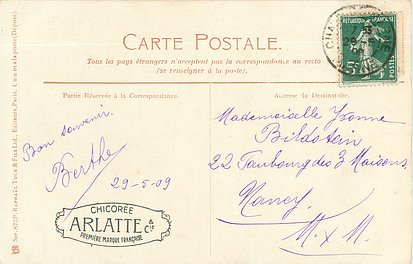 CARTE POSTALE.
Tous les pays étrangers n'acceptent pas la correspondance au recto
(se renseigner à la poste).
Partie Réservée à la Correspondance.
Adresse du Destinataire.
Bon souvenir.
Berthe
29-5-09
CHICORÉE
ARLATTE & Cie
PREMIÈRE MARQUE FRANÇAISE
RÉPUBLIQUE FRANÇAISE
POSTES
Mademoiselle Yvonne
Bildstein
22 Faubourg des 3 Maisons
Nancy.
M. & M.